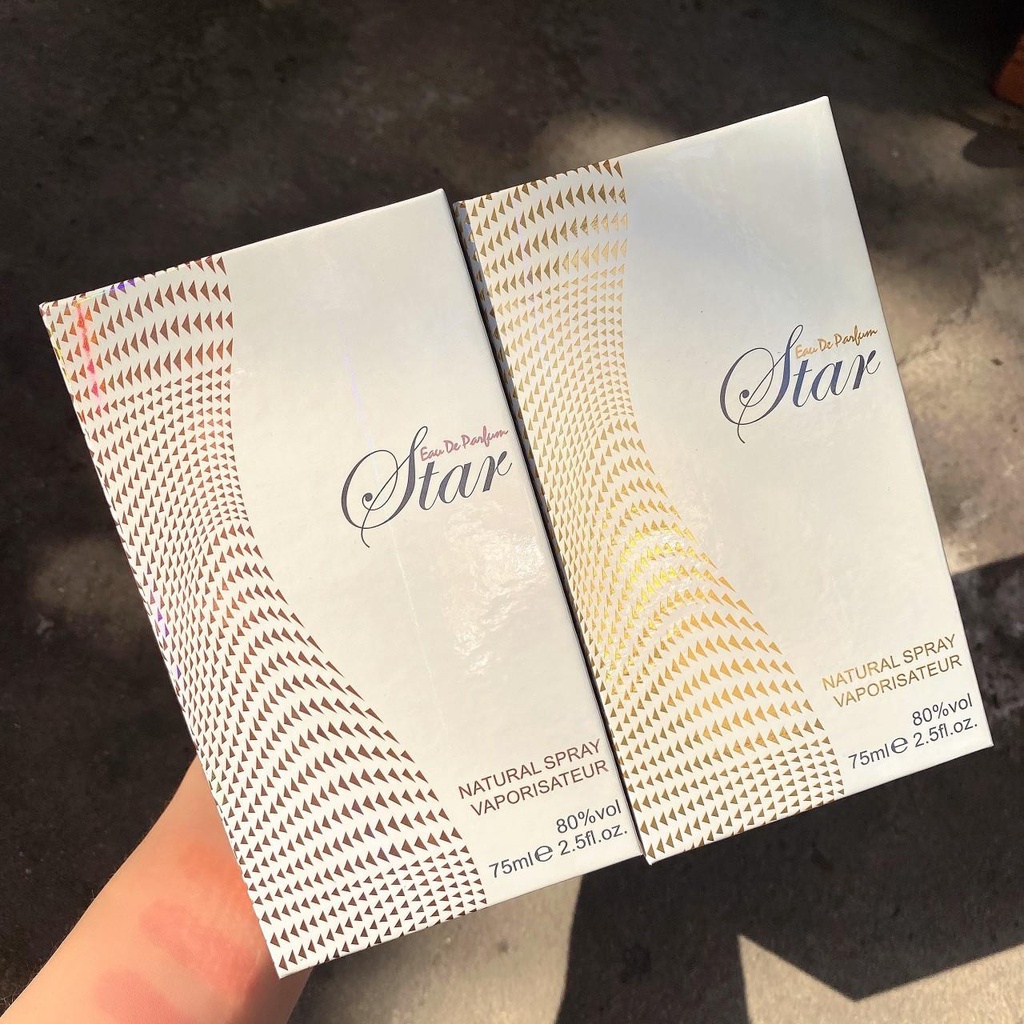 Eau De Parfum
Star
NATURAL SPRAY
VAPORISATEUR
80%vol
75ml℮ 2.5fl.oz.
Eau De Parfum
Star
NATURAL SPRAY
VAPORISATEUR
80%vol
75ml℮ 2.5fl.oz.